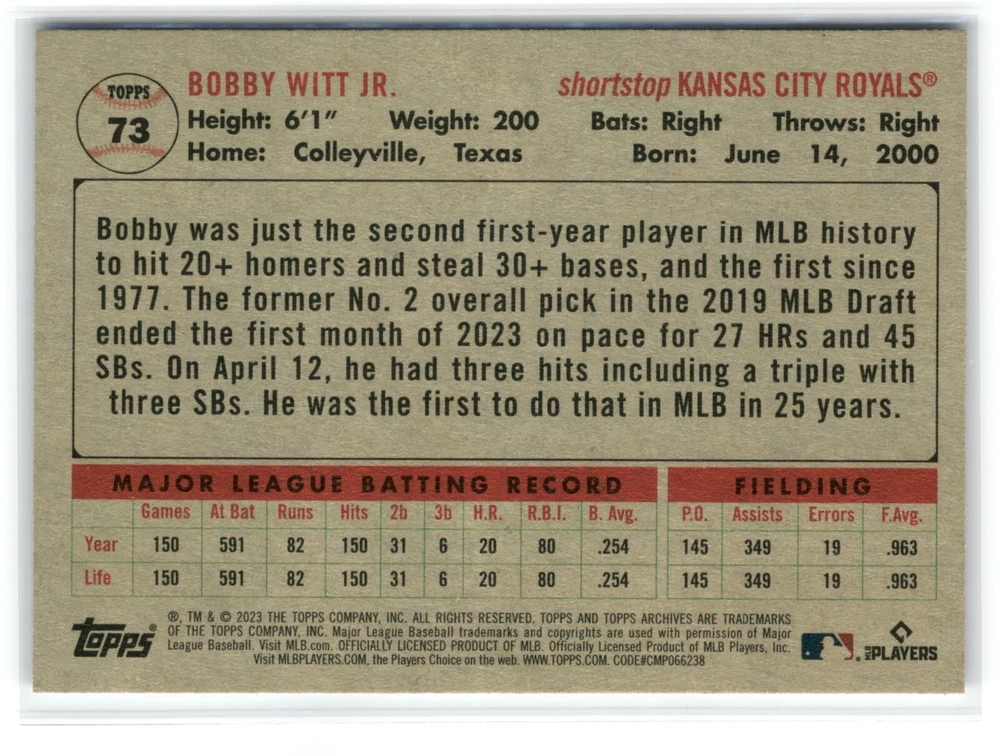 TOPPS
73
BOBBY WITT JR. shortstop KANSAS CITY ROYALS®
Height: 6'1" Weight: 200 Bats: Right Throws: Right
Home: Colleyville, Texas Born: June 14, 2000
Bobby was just the second first-year player in MLB history
to hit 20+ homers and steal 30+ bases, and the first since
1977. The former No. 2 overall pick in the 2019 MLB Draft
ended the first month of 2023 on pace for 27 HRs and 45
SBs. On April 12, he had three hits including a triple with
three SBs. He was the first to do that in MLB in 25 years.
MAJOR LEAGUE BATTING RECORD FIELDING
Games At Bat Runs Hits 2b 3b H.R. R.B.I. B. Avg. P.O. Assists Errors F.Avg.
Year 150 591 82 150 31 6 20 80 .254 145 349 19 .963
Life 150 591 82 150 31 6 20 80 .254 145 349 19 .963
®, TM & © 2023 THE TOPPS COMPANY, INC. ALL RIGHTS RESERVED. TOPPS AND TOPPS ARCHIVES ARE TRADEMARKS
OF THE TOPPS COMPANY, INC. Major League Baseball trademarks and copyrights are used with permission of Major
League Baseball. Visit MLB.com. OFFICIALLY LICENSED PRODUCT OF MLB. Officially Licensed Product of MLB Players, Inc.
Visit MLBPLAYERS.COM, the Players Choice on the web. WWW.TOPPS.COM. CODE#CMP066238
TOPPS®
MLB PLAYERS